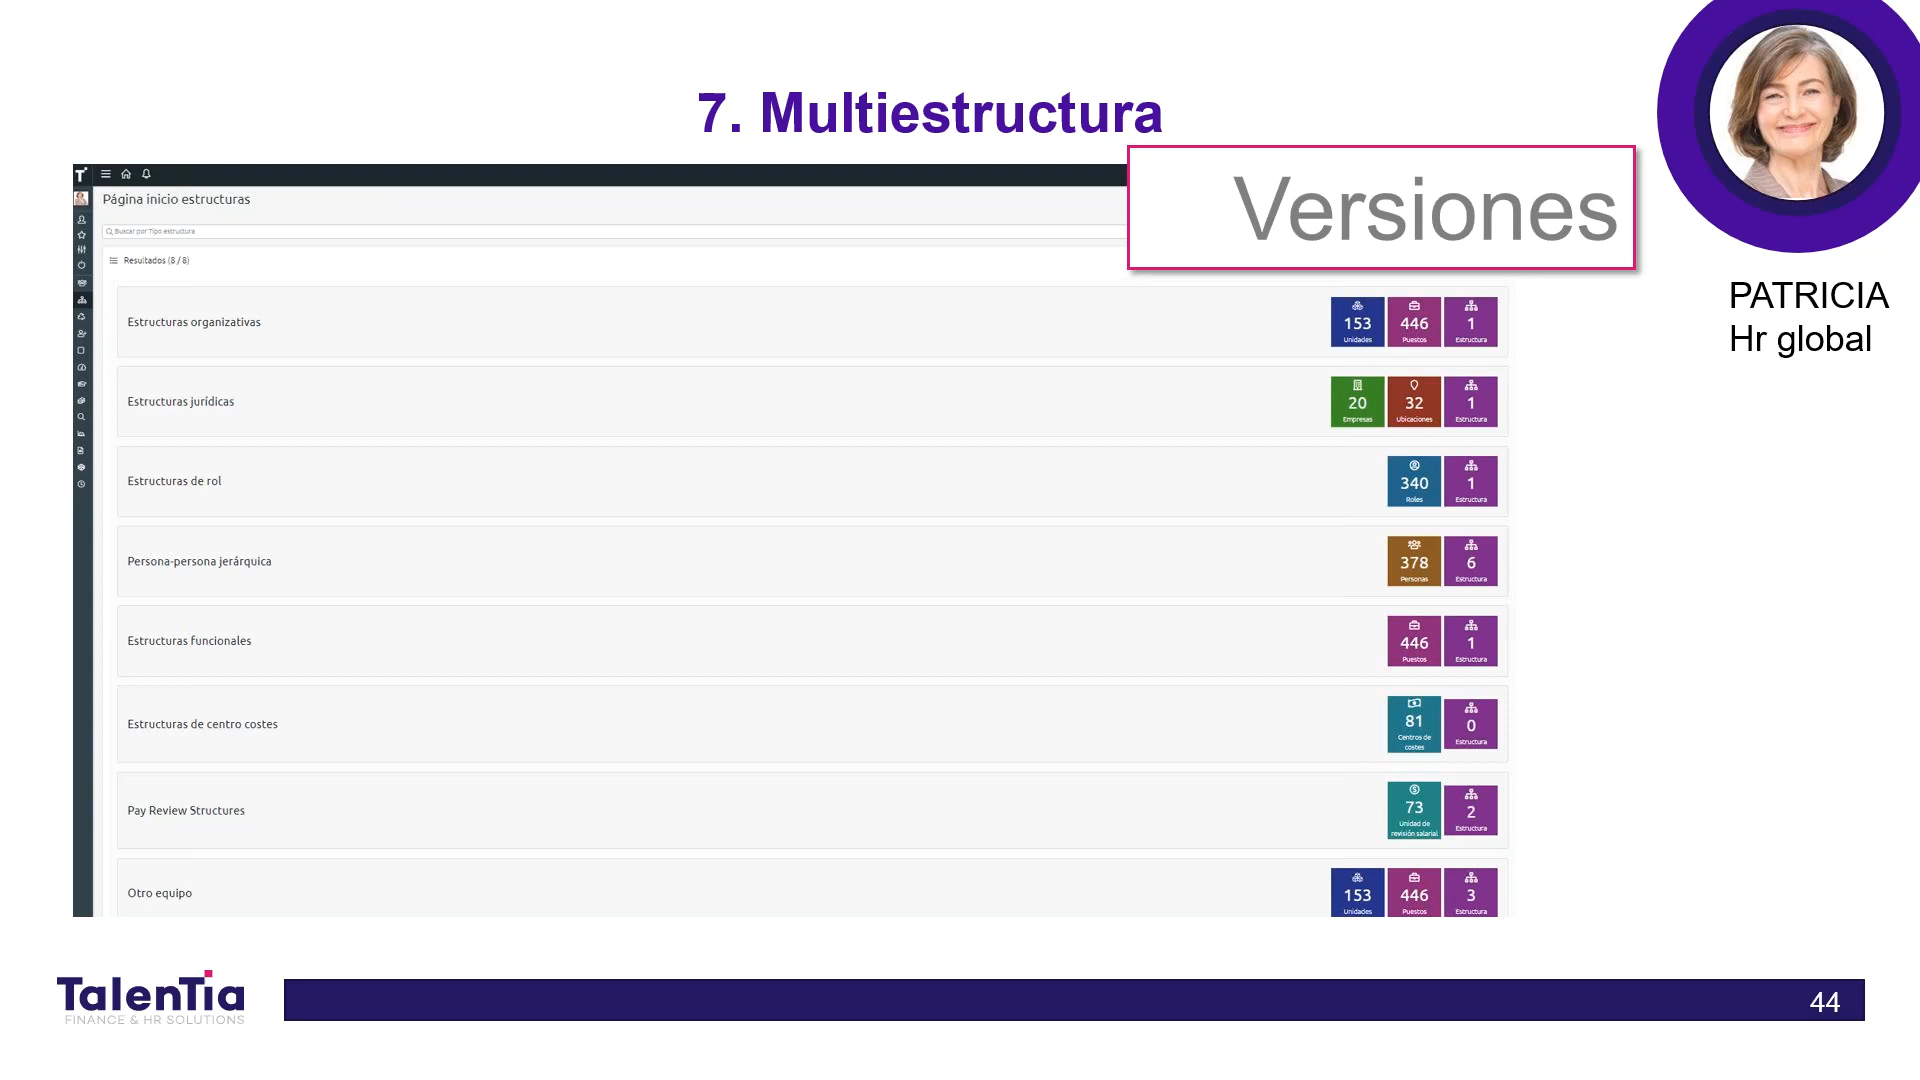 7. Multiestructura
Versiones
PATRICIA
Hr global
Página inicio estructuras
Buscar por Tipo estructura
Resultados (8 / 8)
Estructuras organizativas
153
Unidades
446
Puestos
1
Estructura
Estructuras jurídicas
20
Empresas
32
Ubicaciones
1
Estructura
Estructuras de rol
340
Roles
1
Estructura
Persona-persona jerárquica
378
Personas
6
Estructura
Estructuras funcionales
446
Puestos
1
Estructura
Estructuras de centro costes
81
Centros de
costes
0
Estructura
Pay Review Structures
73
Unidad de
revisión salarial
2
Estructura
Otro equipo
153
Unidades
446
Puestos
3
Estructura
TalenTia
FINANCE & HR SOLUTIONS
44